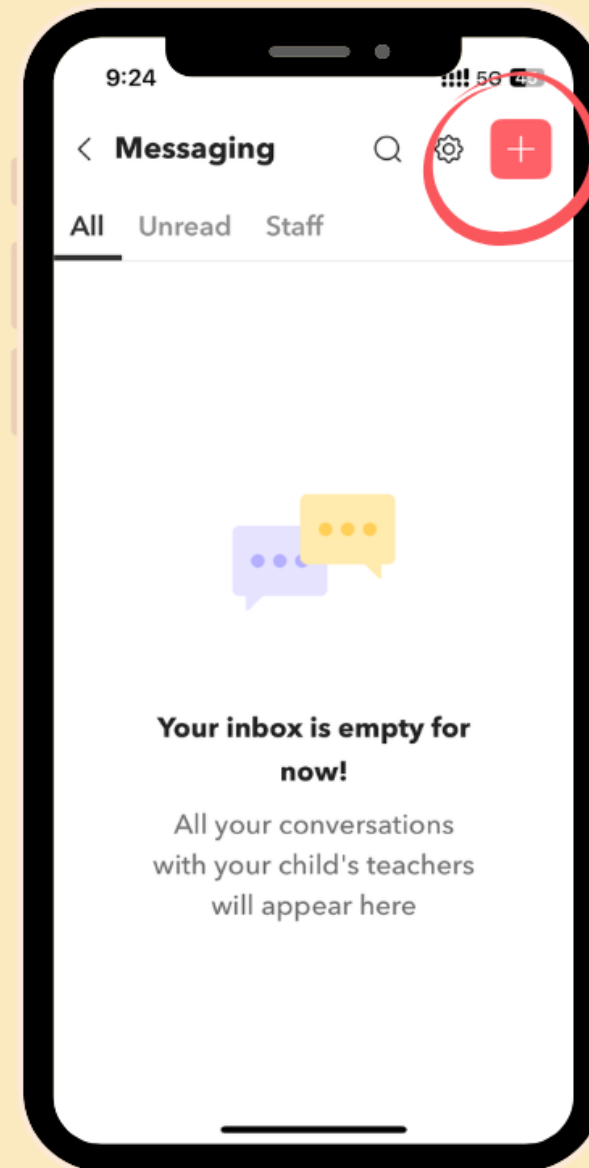 9:24 5G 45
Messaging
All Unread Staff
Your inbox is empty for
now!
All your conversations
with your child's teachers
will appear here